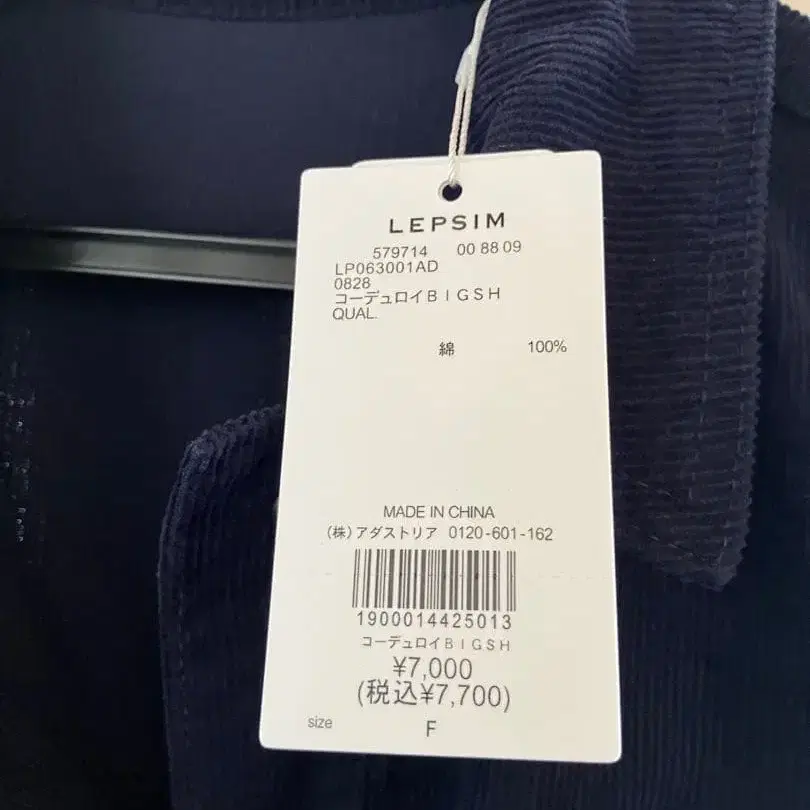 LEPSIM
579714 00 88 09
LP063001AD
0828
コーデュロイBIGSH
QUAL.
綿 100%
MADE IN CHINA
(株)アダストリア 0120-601-162
1900014425013
コーデュロイBIGSH
¥7,000
(税込¥7,700)
size F